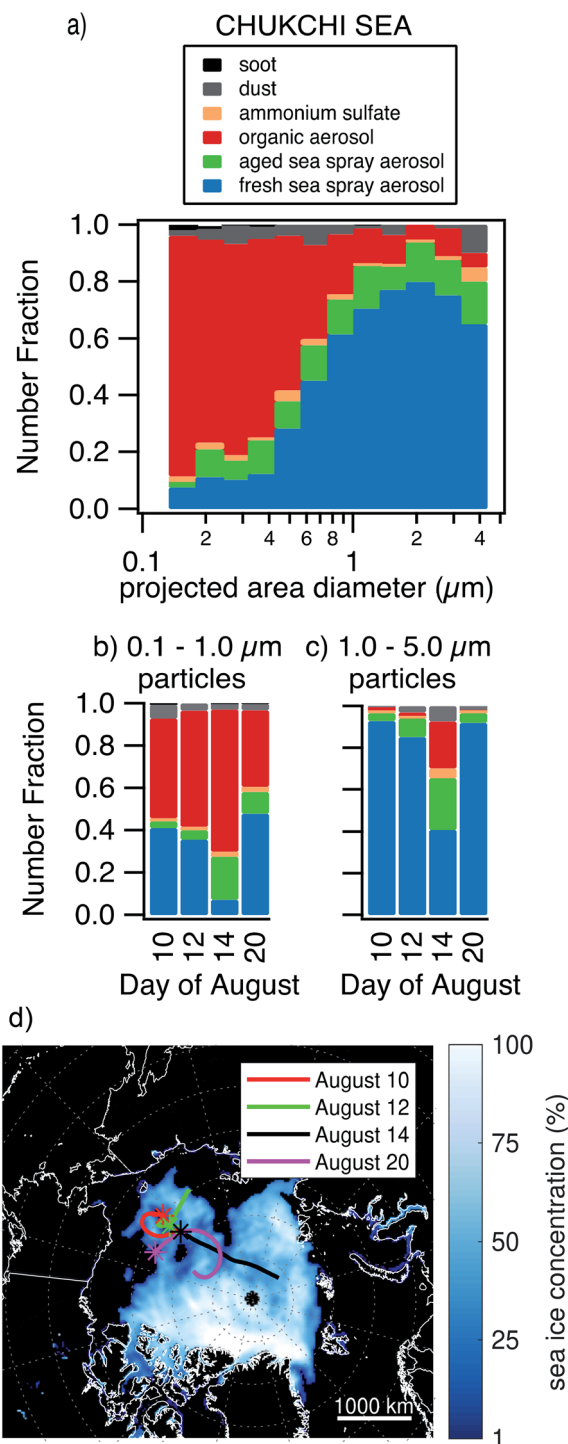 a) CHUKCHI SEA
soot
dust
ammonium sulfate
organic aerosol
aged sea spray aerosol
fresh sea spray aerosol
1.0
0.8
0.6
0.4
0.2
0.0
Number Fraction
2 4 6 8 2 4
0.1 1
projected area diameter (µm)
b) 0.1 - 1.0 µm particles
c) 1.0 - 5.0 µm particles
1.0
0.8
0.6
0.4
0.2
0.0
Number Fraction
10 12 14 20
10 12 14 20
Day of August
Day of August
d)
August 10
August 12
August 14
August 20
1000 km
100
75
50
25
1
sea ice concentration (%)